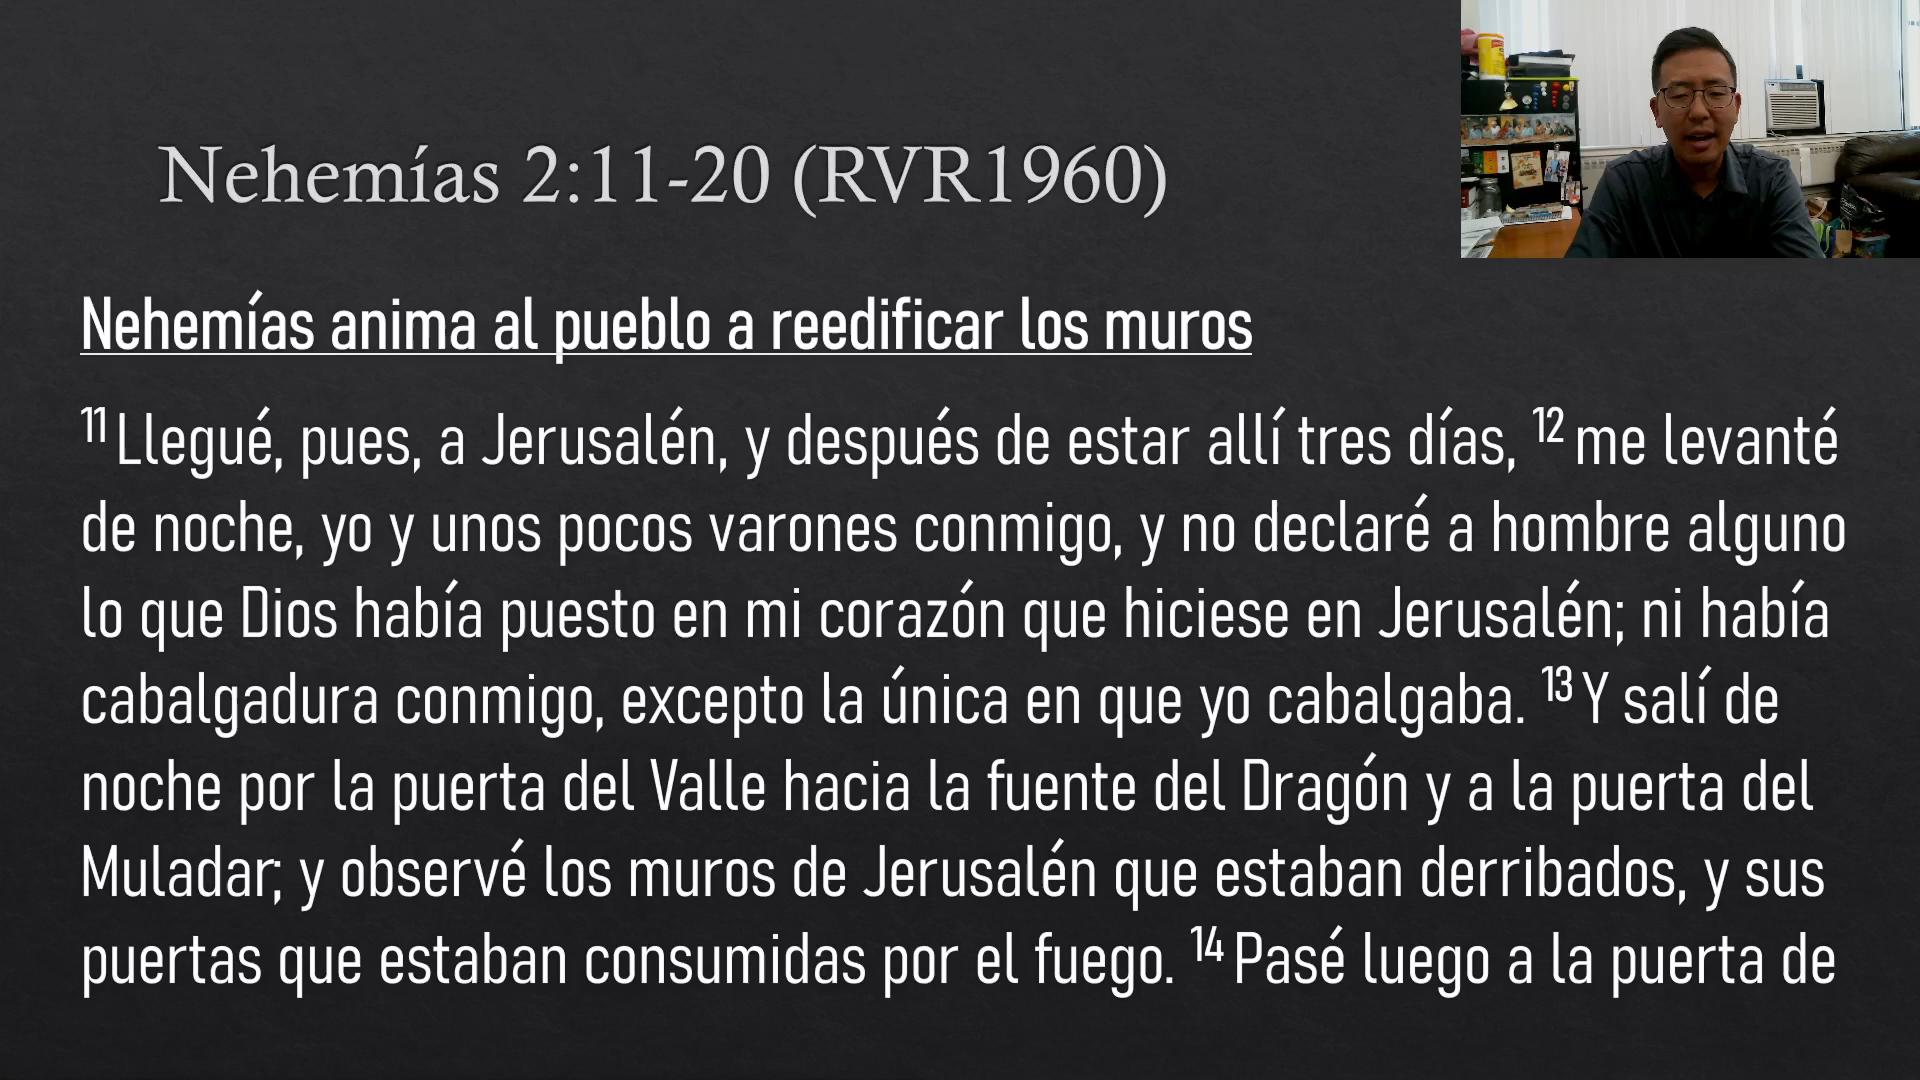 Nehemías 2:11-20 (RVR1960)
Nehemías anima al pueblo a reedificar los muros
11 Llegué, pues, a Jerusalén, y después de estar allí tres días, 12 me levanté
de noche, yo y unos pocos varones conmigo, y no declaré a hombre alguno
lo que Dios había puesto en mi corazón que hiciese en Jerusalén; ni había
cabalgadura conmigo, excepto la única en que yo cabalgaba. 13 Y salí de
noche por la puerta del Valle hacia la fuente del Dragón y a la puerta del
Muladar; y observé los muros de Jerusalén que estaban derribados, y sus
puertas que estaban consumidas por el fuego. 14 Pasé luego a la puerta de